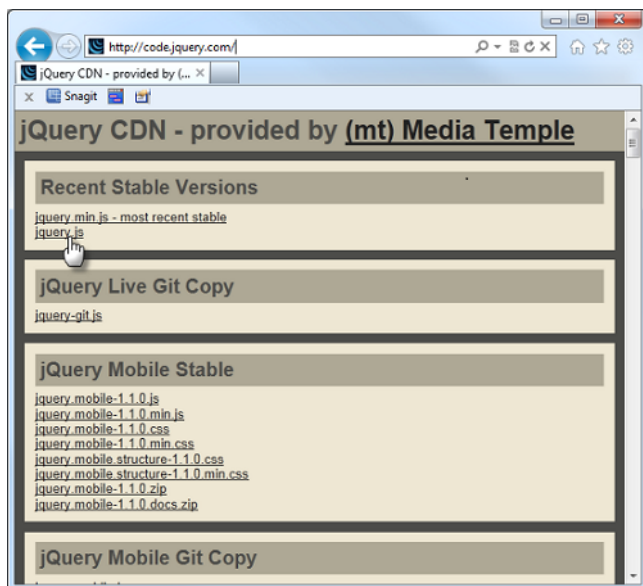 http://code.jquery.com/
jQuery CDN - provided by (... ×
x Snagit
jQuery CDN - provided by (mt) Media Temple
Recent Stable Versions
jquery.min.js - most recent stable
jquery.js
jQuery Live Git Copy
jquery-git.js
jQuery Mobile Stable
jquery.mobile-1.1.0.js
jquery.mobile-1.1.0.min.js
jquery.mobile-1.1.0.css
jquery.mobile-1.1.0.min.css
jquery.mobile.structure-1.1.0.css
jquery.mobile.structure-1.1.0.min.css
jquery.mobile-1.1.0.zip
jquery.mobile-1.1.0.docs.zip
jQuery Mobile Git Copy